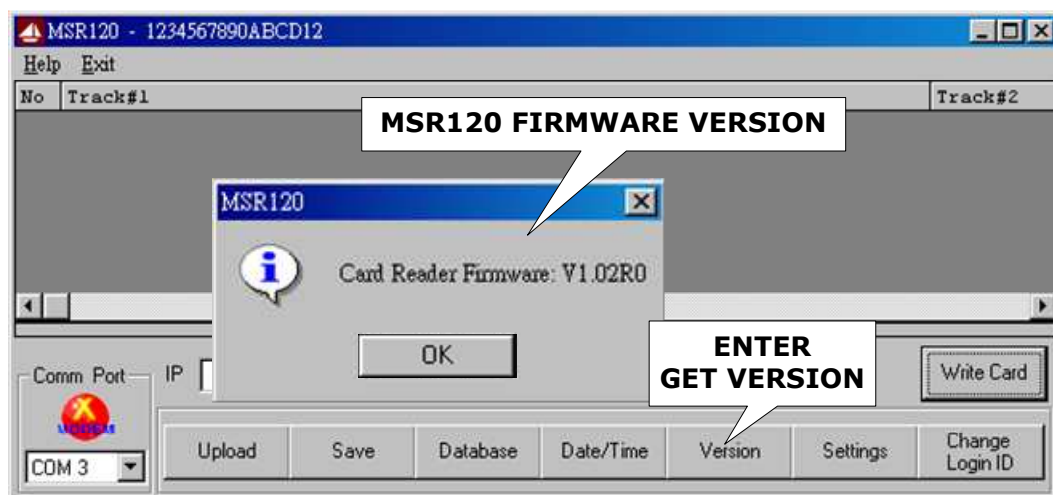 MSR120 - 1234567890ABCD12
Help Exit
No Track#1 Track#2
MSR120 FIRMWARE VERSION
MSR120
Card Reader Firmware: V1.02R0
OK
ENTER
GET VERSION
Comm Port IP Write Card
COM 3
Upload Save Database Date/Time Version Settings Change
Login ID